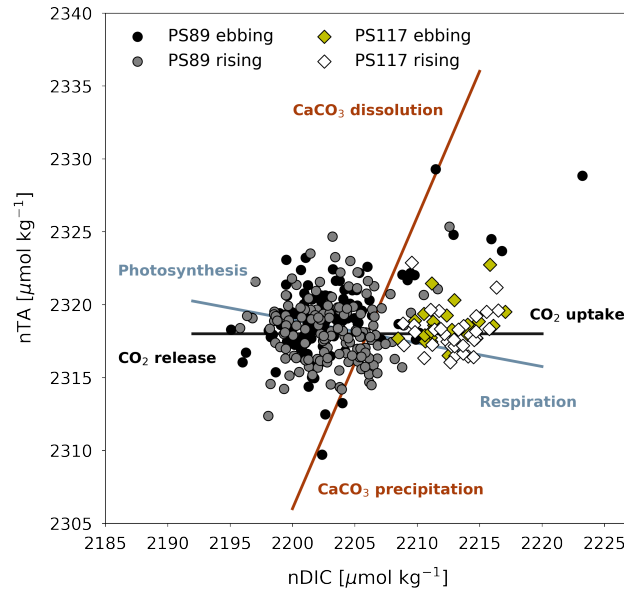 2340
2335
2330
2325
2320
2315
2310
2305
nTA [μmol kg⁻¹]
PS89 ebbing
PS89 rising
PS117 ebbing
PS117 rising
CaCO₃ dissolution
Photosynthesis
CO₂ uptake
CO₂ release
Respiration
CaCO₃ precipitation
2185 2190 2195 2200 2205 2210 2215 2220 2225
nDIC [μmol kg⁻¹]